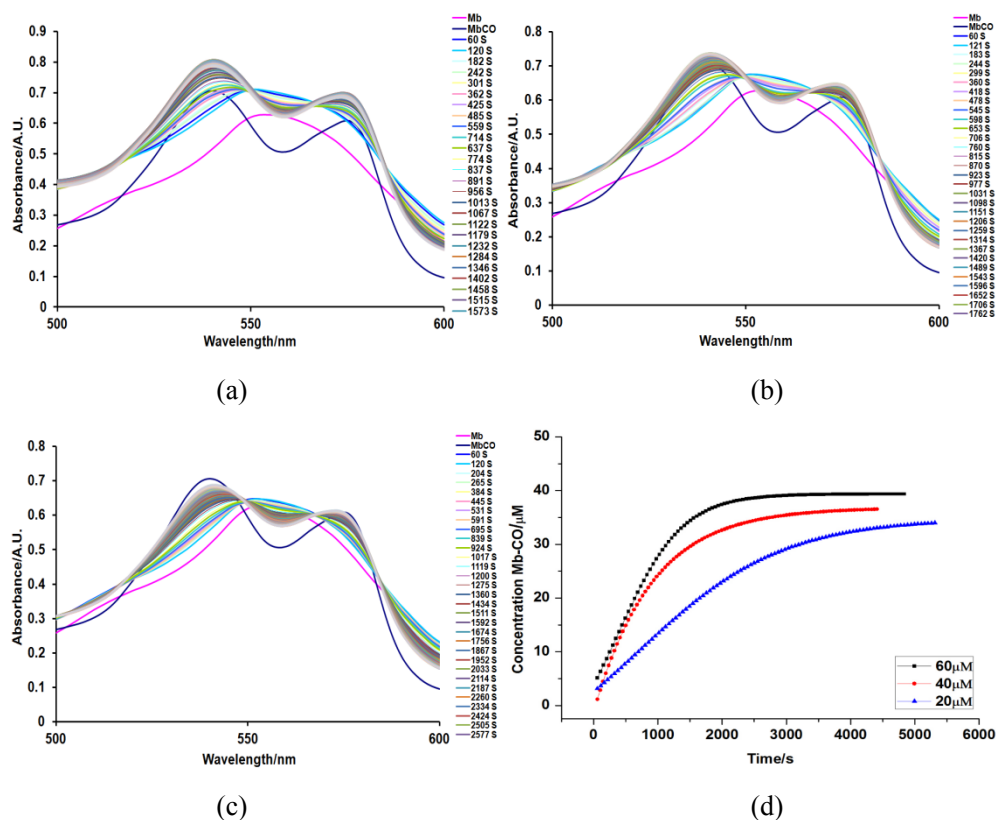 0.9
0.8
0.7
0.6
0.5
0.4
0.3
0.2
0.1
0
Absorbance/A.U.
500
550
600
Wavelength/nm
Mb
MbCO
60 S
120 S
182 S
242 S
301 S
362 S
425 S
485 S
559 S
714 S
637 S
774 S
837 S
891 S
956 S
1013 S
1067 S
1122 S
1179 S
1232 S
1284 S
1346 S
1402 S
1458 S
1515 S
1573 S
(a)
0.8
0.7
0.6
0.5
0.4
0.3
0.2
0.1
0
Absorbance/A.U.
500
550
600
Wavelength/nm
Mb
MbCO
60 S
121 S
183 S
244 S
299 S
360 S
418 S
478 S
545 S
598 S
653 S
706 S
760 S
815 S
870 S
923 S
977 S
1031 S
1098 S
1151 S
1206 S
1259 S
1314 S
1367 S
1420 S
1489 S
1543 S
1596 S
1652 S
1706 S
1762 S
(b)
0.8
0.7
0.6
0.5
0.4
0.3
0.2
0.1
0
Absorbance/A.U.
500
550
600
Wavelength/nm
Mb
MbCO
60 S
120 S
204 S
265 S
384 S
445 S
531 S
591 S
695 S
839 S
924 S
1017 S
1119 S
1200 S
1275 S
1360 S
1434 S
1511 S
1592 S
1674 S
1756 S
1867 S
1952 S
2033 S
2114 S
2187 S
2260 S
2334 S
2424 S
2505 S
2577 S
(c)
50
40
30
20
10
0
Concentration Mb-CO/µM
0
1000
2000
3000
4000
5000
6000
Time/s
60µM
40µM
20µM
(d)